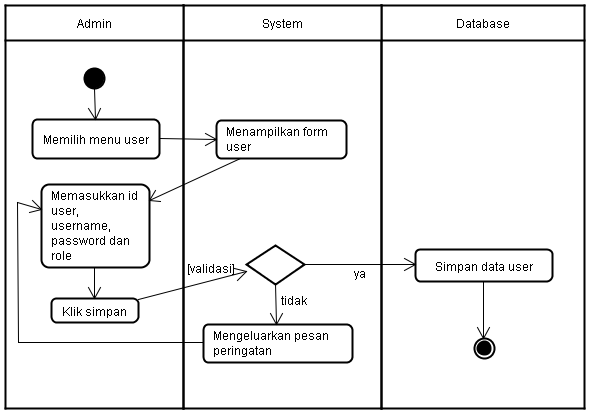 Admin
System
Database
Memilih menu user
Menampilkan form
user
Memasukkan id
user,
username,
password dan
role
Klik simpan
[validasi]
ya
Simpan data user
tidak
Mengeluarkan pesan
peringatan